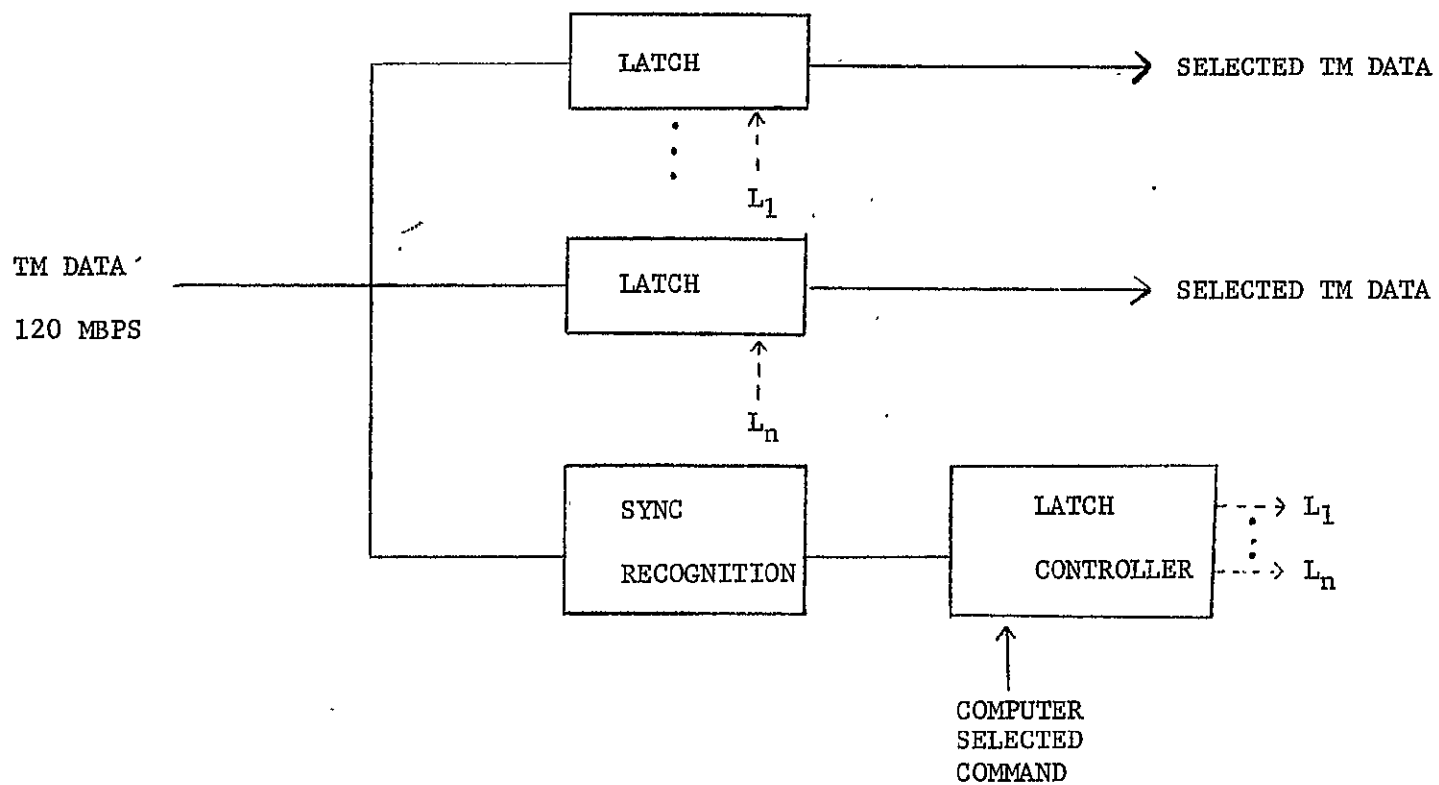 LATCH
SELECTED TM DATA
L1
TM DATA
120 MBPS
LATCH
SELECTED TM DATA
Ln
SYNC
RECOGNITION
LATCH
CONTROLLER
L1
Ln
COMPUTER
SELECTED
COMMAND